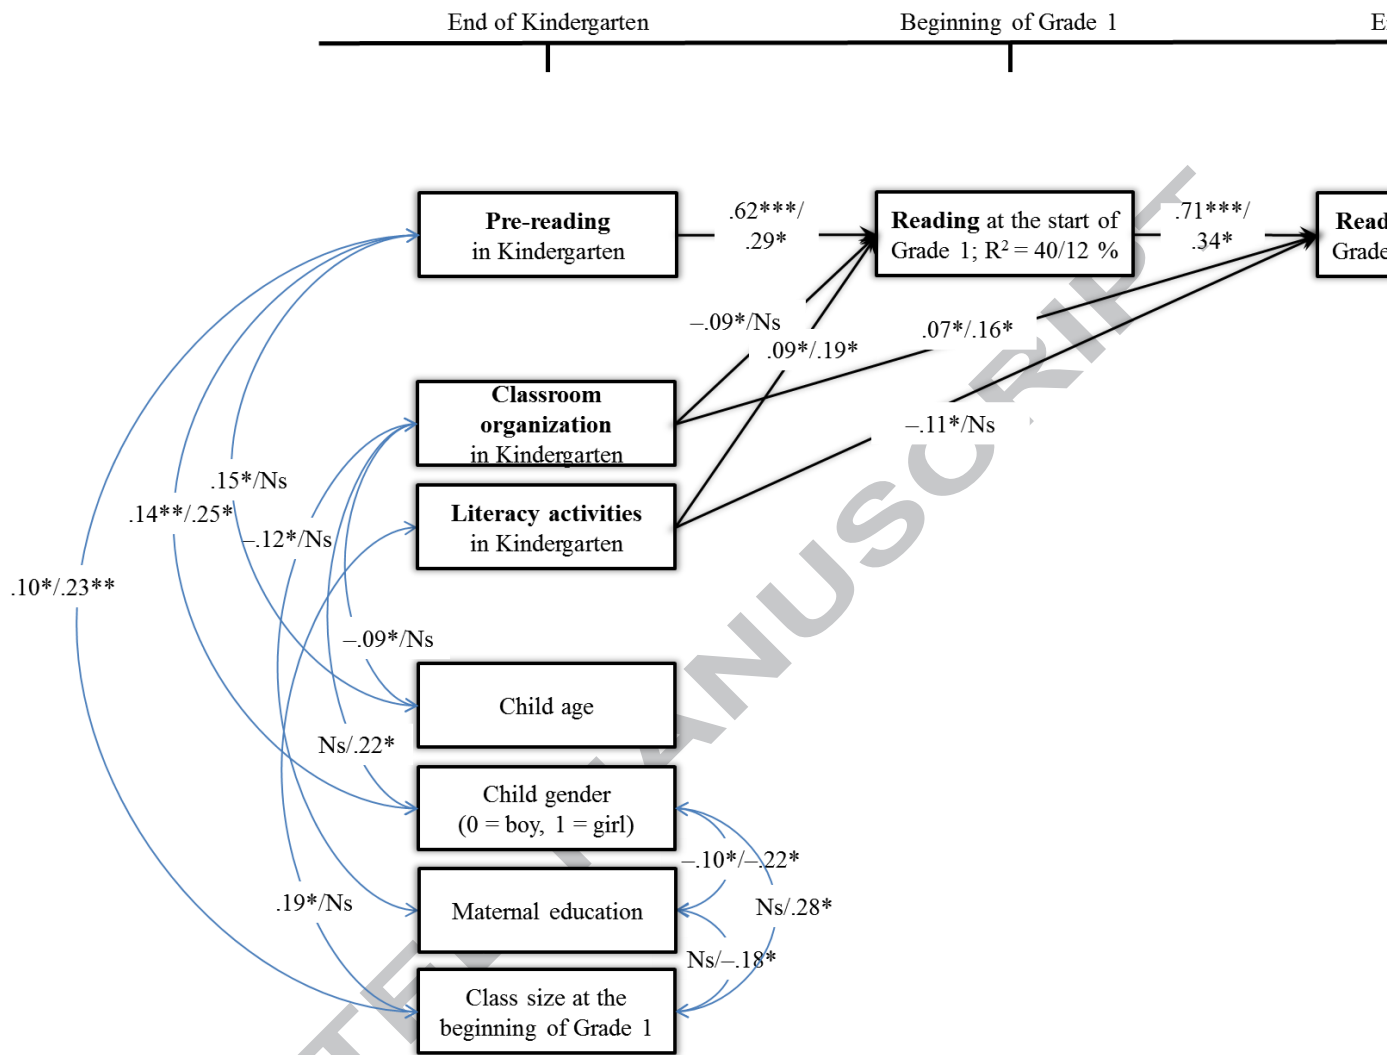 End of Kindergarten
Beginning of Grade 1
Pre-reading
in Kindergarten
.62***/
.29*
Reading at the start of
Grade 1; R² = 40/12 %
.71***/
.34*
Read
Grade
–.09*/Ns
.09*/.19*
.07*/.16*
–.11*/Ns
Classroom
organization
in Kindergarten
Literacy activities
in Kindergarten
.15*/Ns
.14**/.25*
–.12*/Ns
.10*/.23**
–.09*/Ns
Child age
Ns/.22*
Child gender
(0 = boy, 1 = girl)
–.10*/–.22*
.19*/Ns
Maternal education
Ns/.28*
Ns/–.18*
Class size at the
beginning of Grade 1